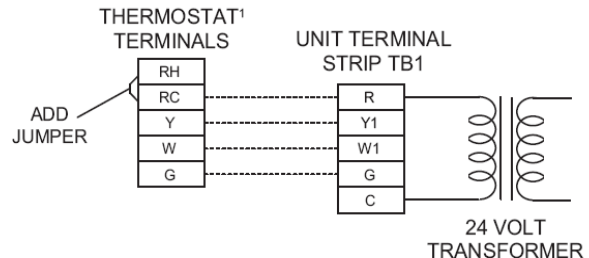 THERMOSTAT¹
TERMINALS
UNIT TERMINAL
STRIP TB1
RH
RC
Y
W
G
ADD
JUMPER
R
Y1
W1
G
C
24 VOLT
TRANSFORMER